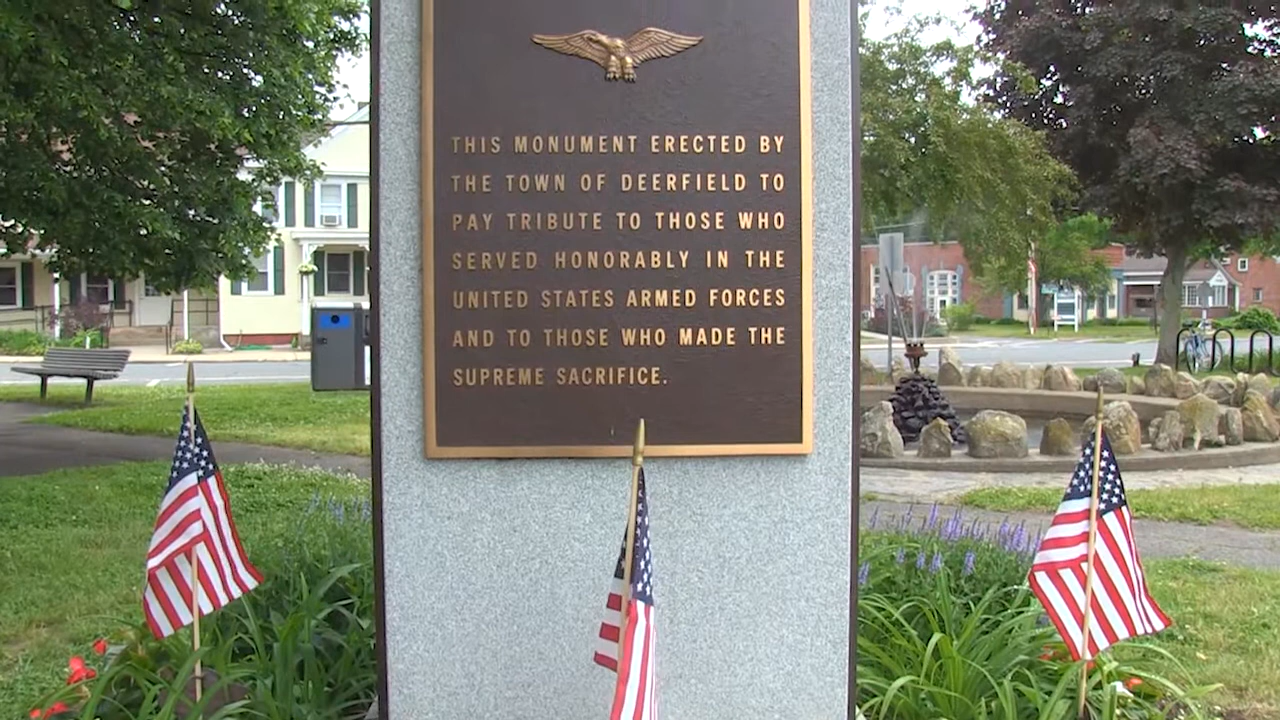 THIS MONUMENT ERECTED BY
THE TOWN OF DEERFIELD TO
PAY TRIBUTE TO THOSE WHO
SERVED HONORABLY IN THE
UNITED STATES ARMED FORCES
AND TO THOSE WHO MADE THE
SUPREME SACRIFICE.